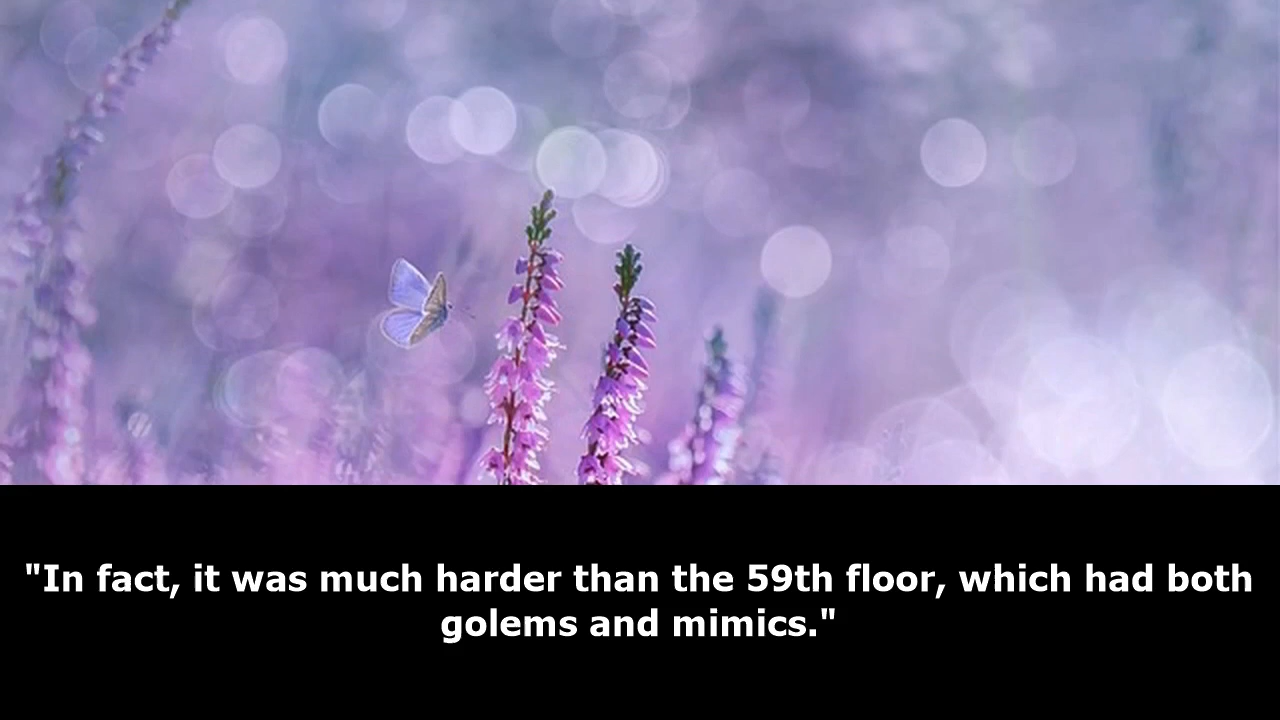 "In fact, it was much harder than the 59th floor, which had both
golems and mimics."